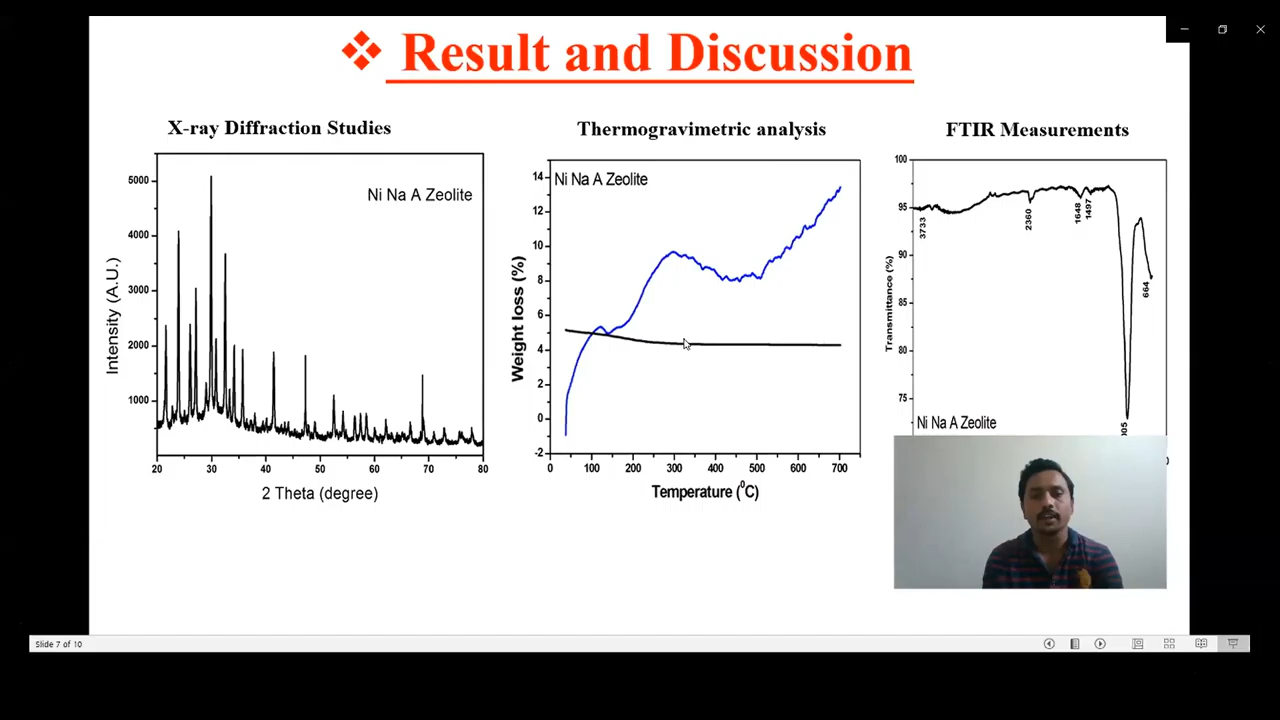 ❖ Result and Discussion
X-ray Diffraction Studies
Ni Na A Zeolite
5000
4000
3000
2000
1000
Intensity (A.U.)
20 30 40 50 60 70 80
2 Theta (degree)
Thermogravimetric analysis
Ni Na A Zeolite
14
12
10
8
6
4
2
0
-2
Weight loss (%)
0 100 200 300 400 500 600 700
Temperature (⁰C)
FTIR Measurements
100
95
90
85
80
75
Transmittance (%)
3733
2360
1648
1497
664
Ni Na A Zeolite
Slide 7 of 10